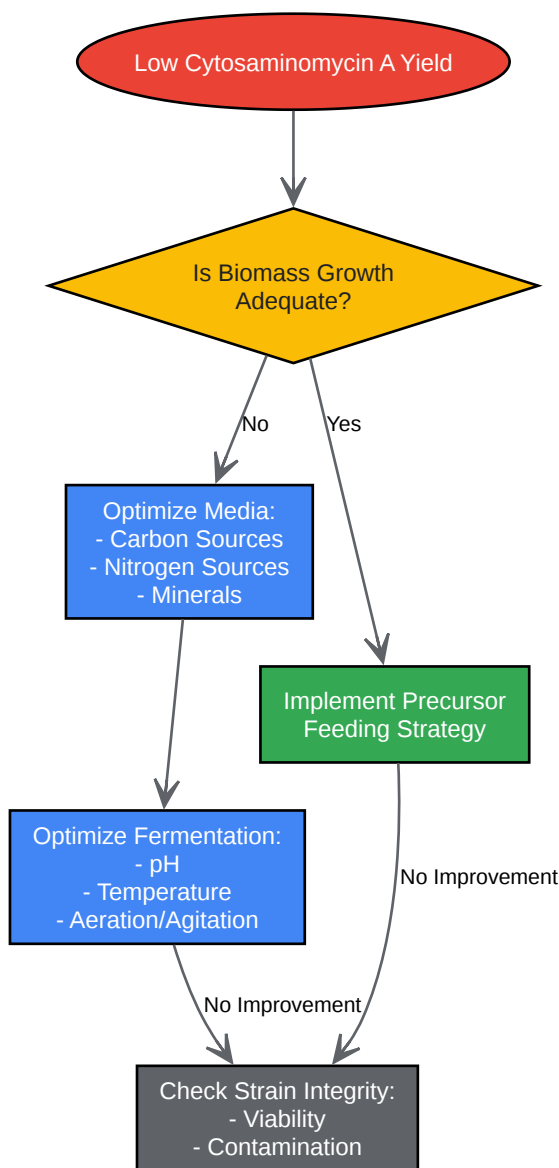 Low Cytosaminomycin A Yield
Is Biomass Growth
Adequate?
No
Yes
Optimize Media:
- Carbon Sources
- Nitrogen Sources
- Minerals
Implement Precursor
Feeding Strategy
Optimize Fermentation:
- pH
- Temperature
- Aeration/Agitation
No Improvement
No Improvement
Check Strain Integrity:
- Viability
- Contamination